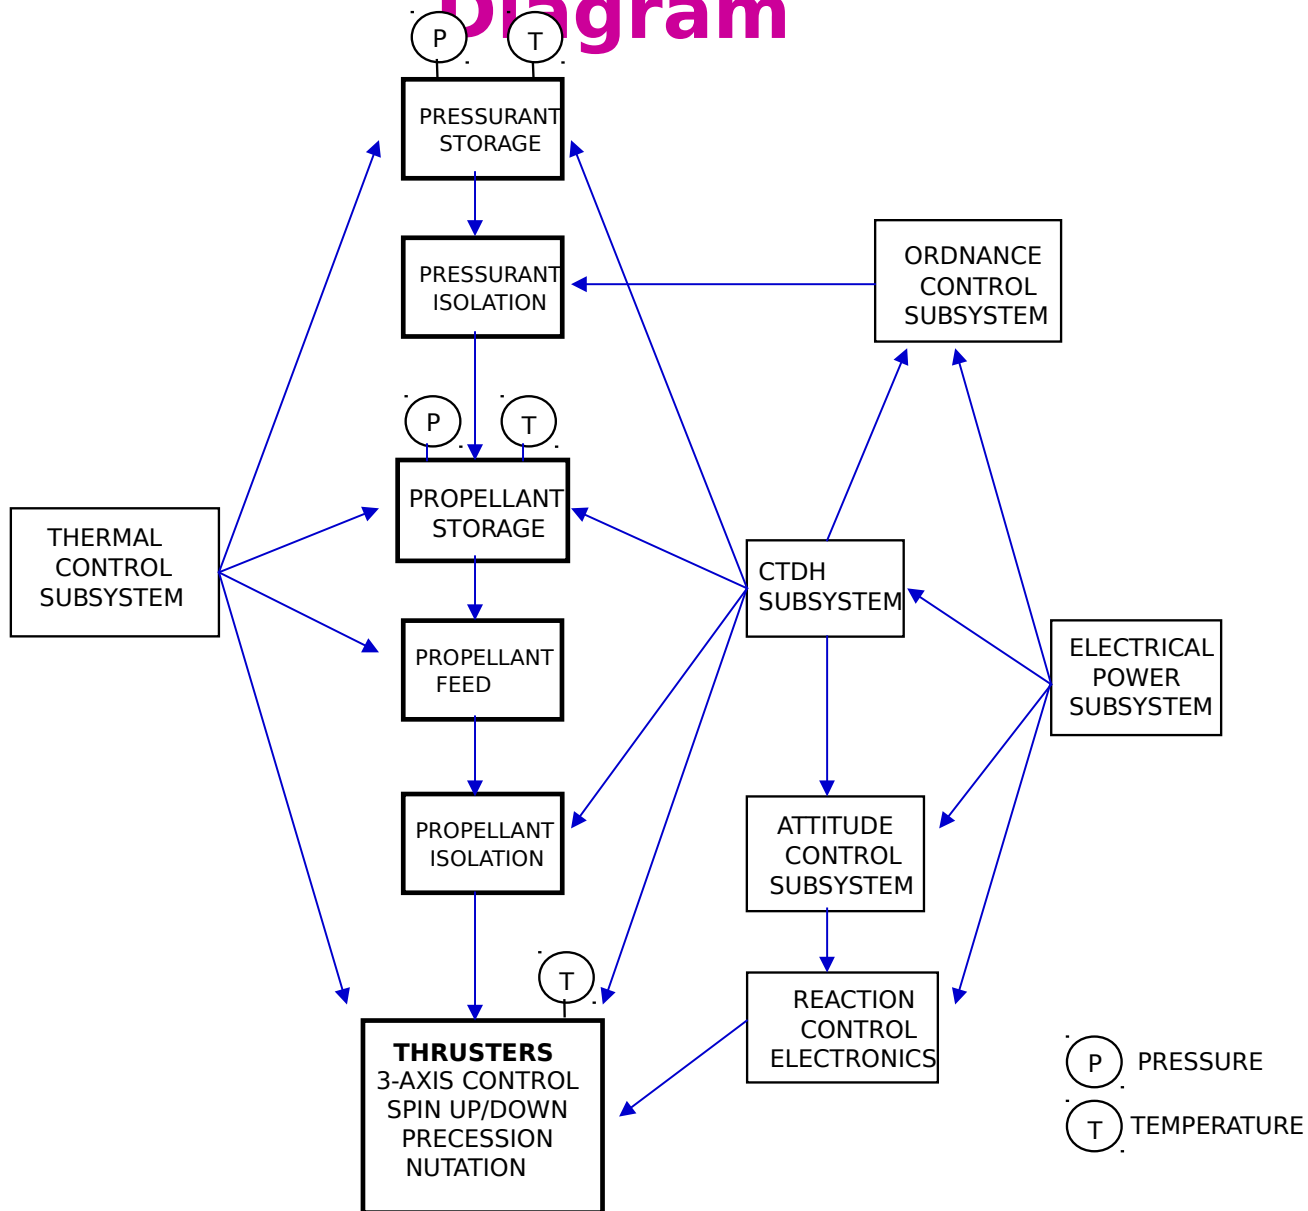 Diagram
P
T
PRESSURANT
STORAGE
PRESSURANT
ISOLATION
ORDNANCE
CONTROL
SUBSYSTEM
P
T
PROPELLANT
STORAGE
THERMAL
CONTROL
SUBSYSTEM
CTDH
SUBSYSTEM
PROPELLANT
FEED
ELECTRICAL
POWER
SUBSYSTEM
PROPELLANT
ISOLATION
ATTITUDE
CONTROL
SUBSYSTEM
T
REACTION
CONTROL
ELECTRONICS
THRUSTERS
3-AXIS CONTROL
SPIN UP/DOWN
PRECESSION
NUTATION
P PRESSURE
T TEMPERATURE